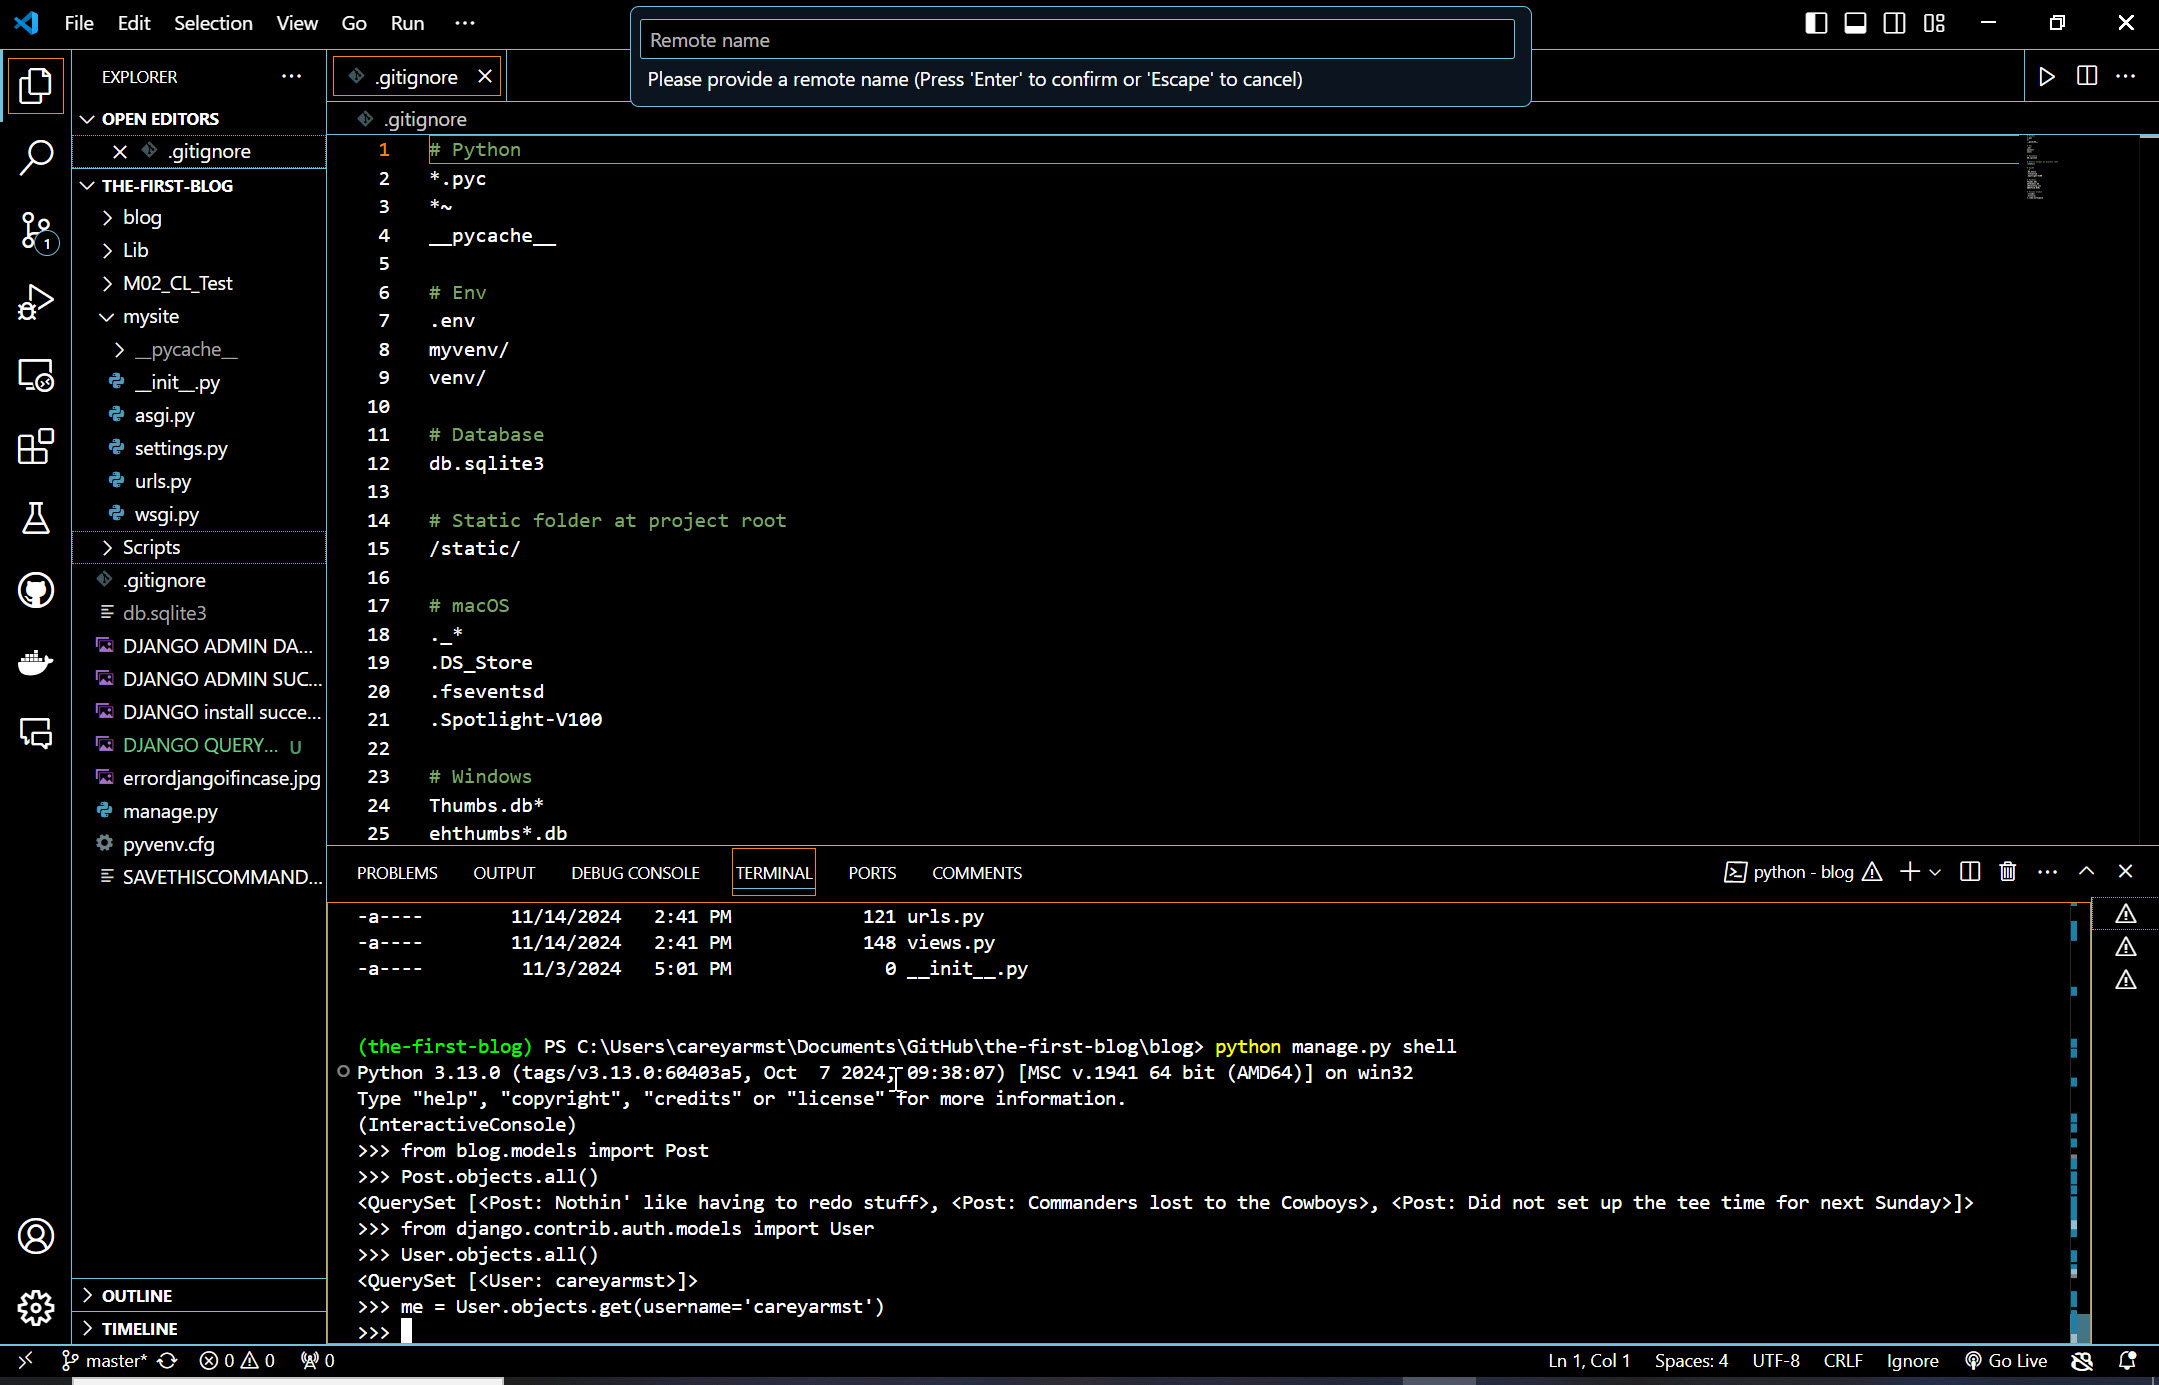 File Edit Selection View Go Run ···
Remote name
Please provide a remote name (Press 'Enter' to confirm or 'Escape' to cancel)
EXPLORER ···
OPEN EDITORS
.gitignore
THE-FIRST-BLOG
blog
Lib
M02_CL_Test
mysite
__pycache__
__init__.py
asgi.py
settings.py
urls.py
wsgi.py
Scripts
.gitignore
db.sqlite3
DJANGO ADMIN DA...
DJANGO ADMIN SUC...
DJANGO install succe...
DJANGO QUERY... U
errordjangoifincase.jpg
manage.py
pyvenv.cfg
SAVETHISCOMMAND...
OUTLINE
TIMELINE
1
.gitignore
.gitignore
1 # Python
2 *.pyc
3 *~
4 __pycache__
5
6 # Env
7 .env
8 myvenv/
9 venv/
10
11 # Database
12 db.sqlite3
13
14 # Static folder at project root
15 /static/
16
17 # macOS
18 ._*
19 .DS_Store
20 .fseventsd
21 .Spotlight-V100
22
23 # Windows
24 Thumbs.db*
25 ehthumbs*.db
PROBLEMS OUTPUT DEBUG CONSOLE TERMINAL PORTS COMMENTS
python - blog
-a---- 11/14/2024 2:41 PM 121 urls.py
-a---- 11/14/2024 2:41 PM 148 views.py
-a---- 11/3/2024 5:01 PM 0 __init__.py
(the-first-blog) PS C:\Users\careyarmst\Documents\GitHub\the-first-blog\blog> python manage.py shell
Python 3.13.0 (tags/v3.13.0:60403a5, Oct 7 2024, 09:38:07) [MSC v.1941 64 bit (AMD64)] on win32
Type "help", "copyright", "credits" or "license" for more information.
(InteractiveConsole)
>>> from blog.models import Post
>>> Post.objects.all()
<QuerySet [<Post: Nothin' like having to redo stuff>, <Post: Commanders lost to the Cowboys>, <Post: Did not set up the tee time for next Sunday>]>
>>> from django.contrib.auth.models import User
>>> User.objects.all()
<QuerySet [<User: careyarmst>]>
>>> me = User.objects.get(username='careyarmst')
>>>
master* 0 0 0
Ln 1, Col 1 Spaces: 4 UTF-8 CRLF Ignore Go Live